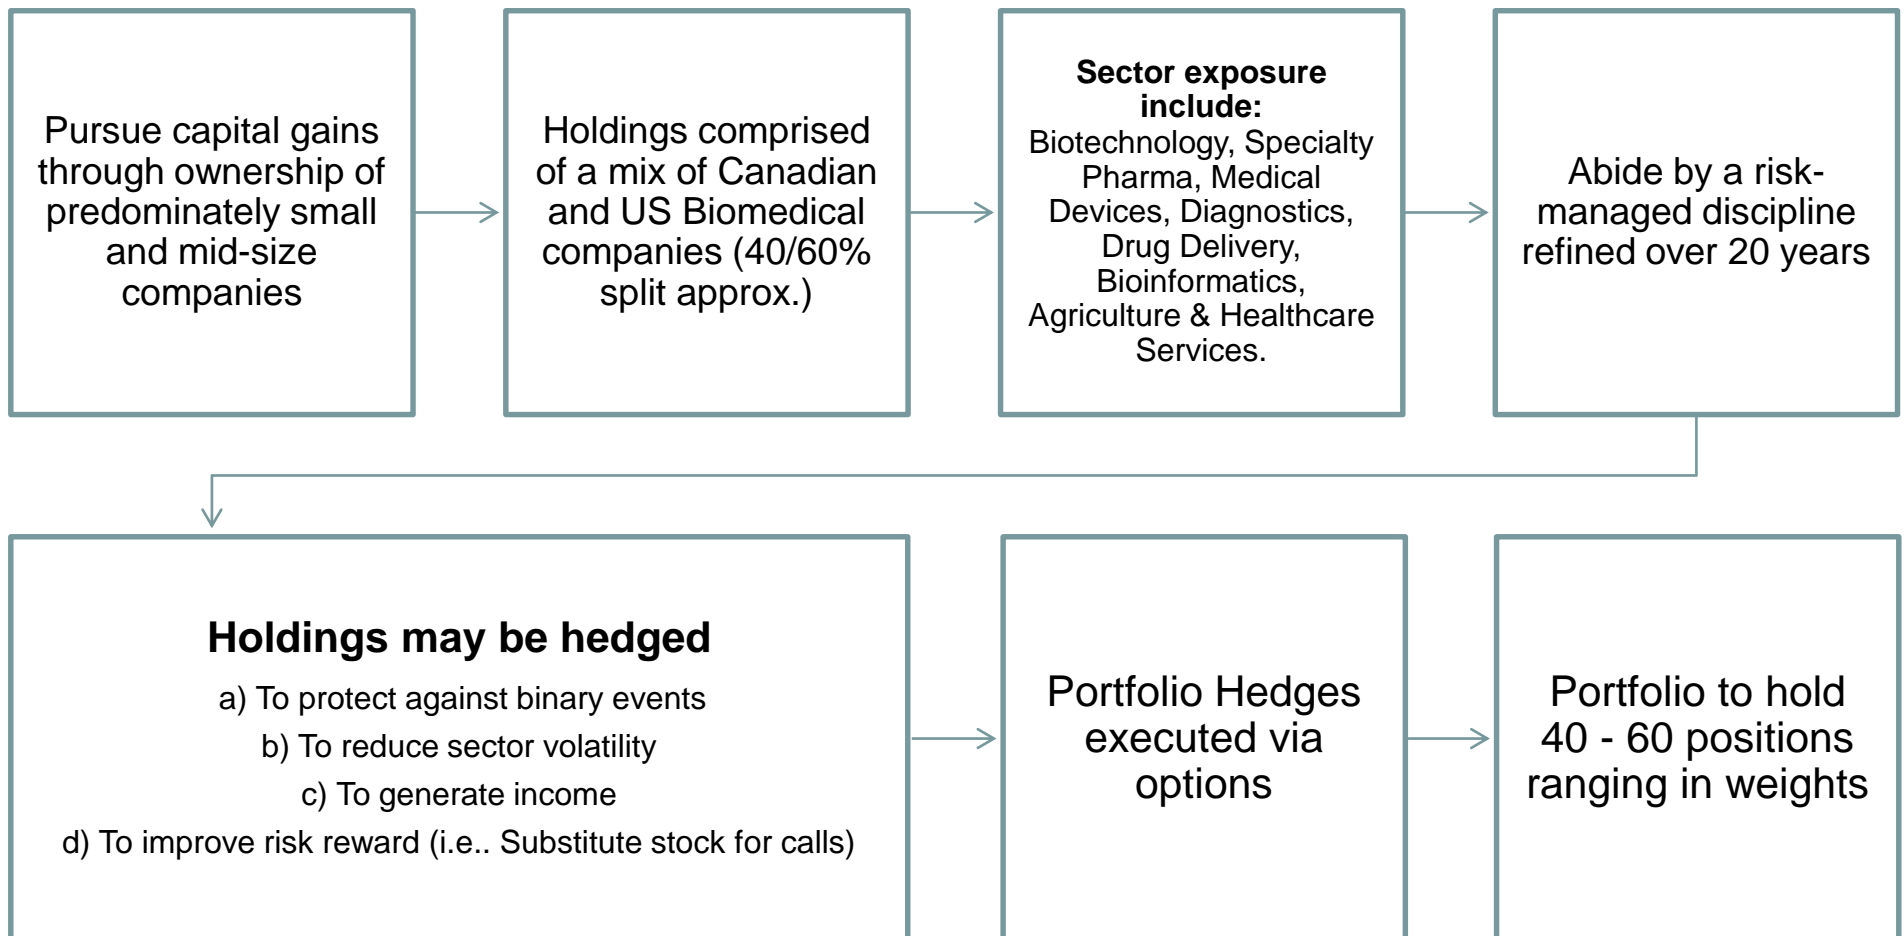 Pursue capital gains
through ownership of
predominately small
and mid-size
companies
Holdings comprised
of a mix of Canadian
and US Biomedical
companies (40/60%
split approx.)
Sector exposure
include:
Biotechnology, Specialty
Pharma, Medical
Devices, Diagnostics,
Drug Delivery,
Bioinformatics,
Agriculture & Healthcare
Services.
Abide by a risk-
managed discipline
refined over 20 years
Holdings may be hedged
a) To protect against binary events
b) To reduce sector volatility
c) To generate income
d) To improve risk reward (i.e.. Substitute stock for calls)
Portfolio Hedges
executed via
options
Portfolio to hold
40 - 60 positions
ranging in weights